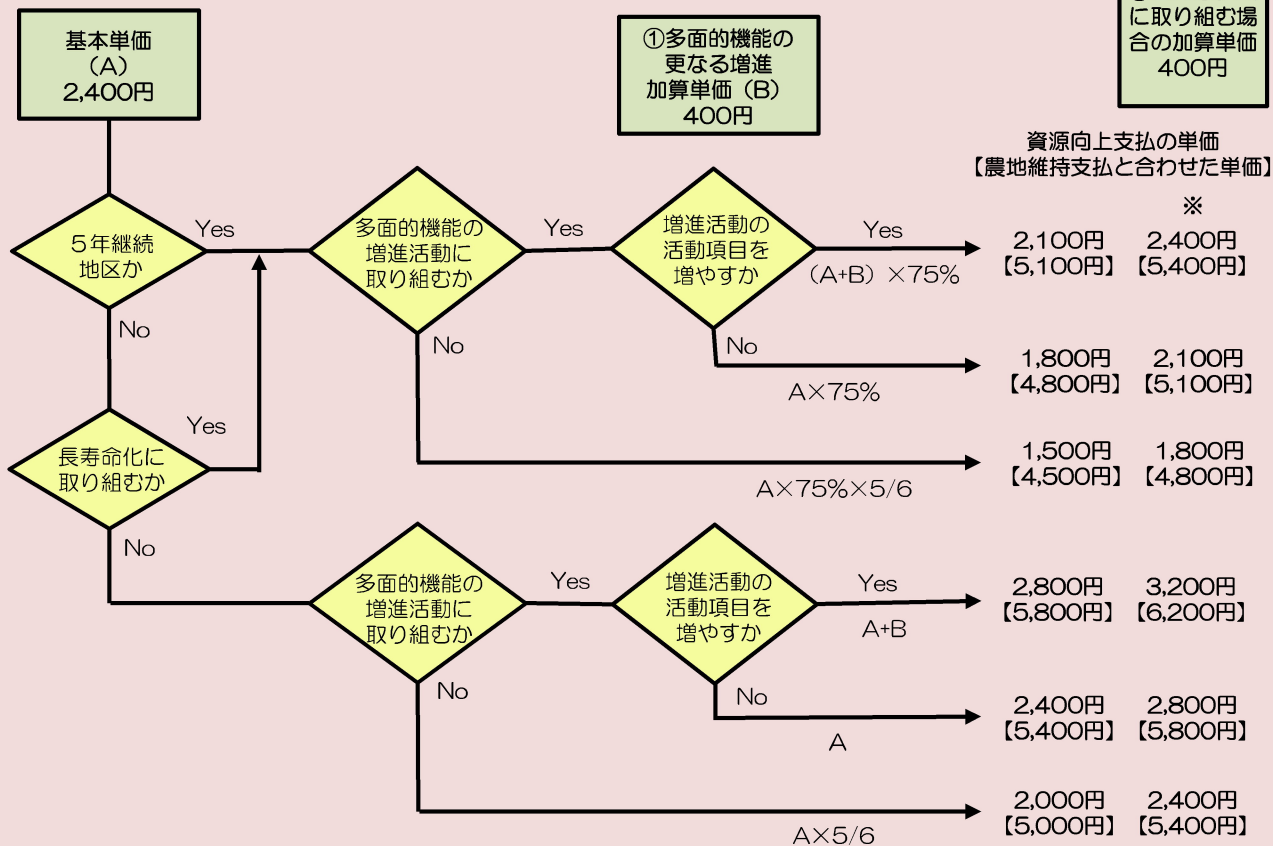 基本単価
（A）
2,400円
①多面的機能の
更なる増進
加算単価（B）
400円
に取り組む場
合の加算単価
400円
資源向上支払の単価
【農地維持支払と合わせた単価】
※
５年継続
地区か
Yes
No
多面的機能の
増進活動に
取り組むか
Yes
No
増進活動の
活動項目を
増やすか
Yes
（A+B）×75%
2,100円 2,400円
【5,100円】【5,400円】
No
A×75%
1,800円 2,100円
【4,800円】【5,100円】
A×75%×5/6
1,500円 1,800円
【4,500円】【4,800円】
長寿命化に
取り組むか
Yes
No
多面的機能の
増進活動に
取り組むか
Yes
No
増進活動の
活動項目を
増やすか
Yes
A+B
2,800円 3,200円
【5,800円】【6,200円】
No
A
2,400円 2,800円
【5,400円】【5,800円】
A×5/6
2,000円 2,400円
【5,000円】【5,400円】